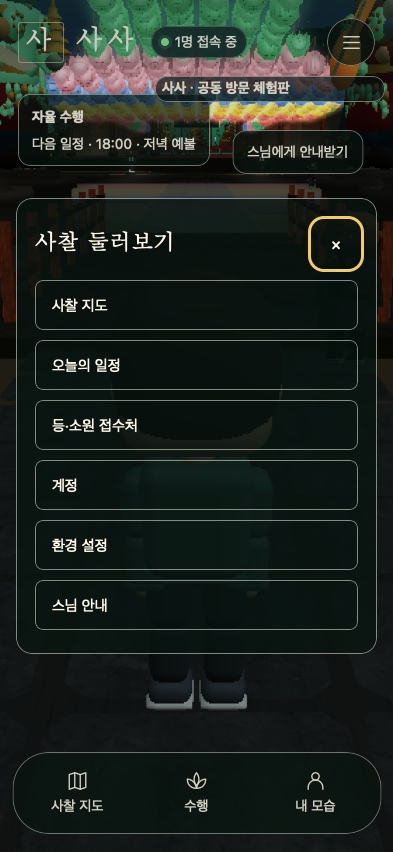 사 사사
1명 접속 중
사사 · 공동 방문 체험판
자율 수행
다음 일정 · 18:00 · 저녁 예불
스님에게 안내받기
사찰 둘러보기
×
사찰 지도
오늘의 일정
등·소원 접수처
계정
환경 설정
스님 안내
사찰 지도
수행
내 모습